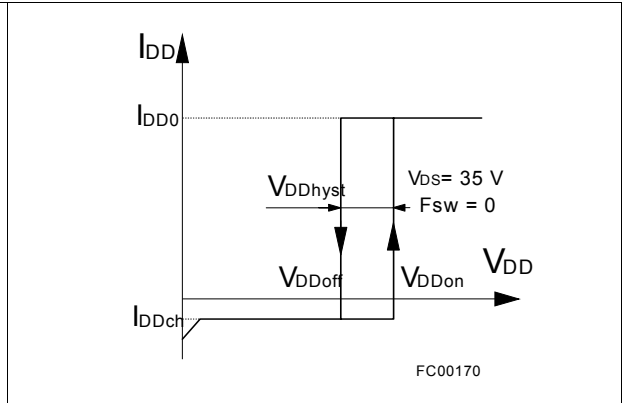 IDD
IDD0
VDDhyst
VDS= 35 V
Fsw = 0
VDDoff
VDDon
VDD
IDDch
FC00170